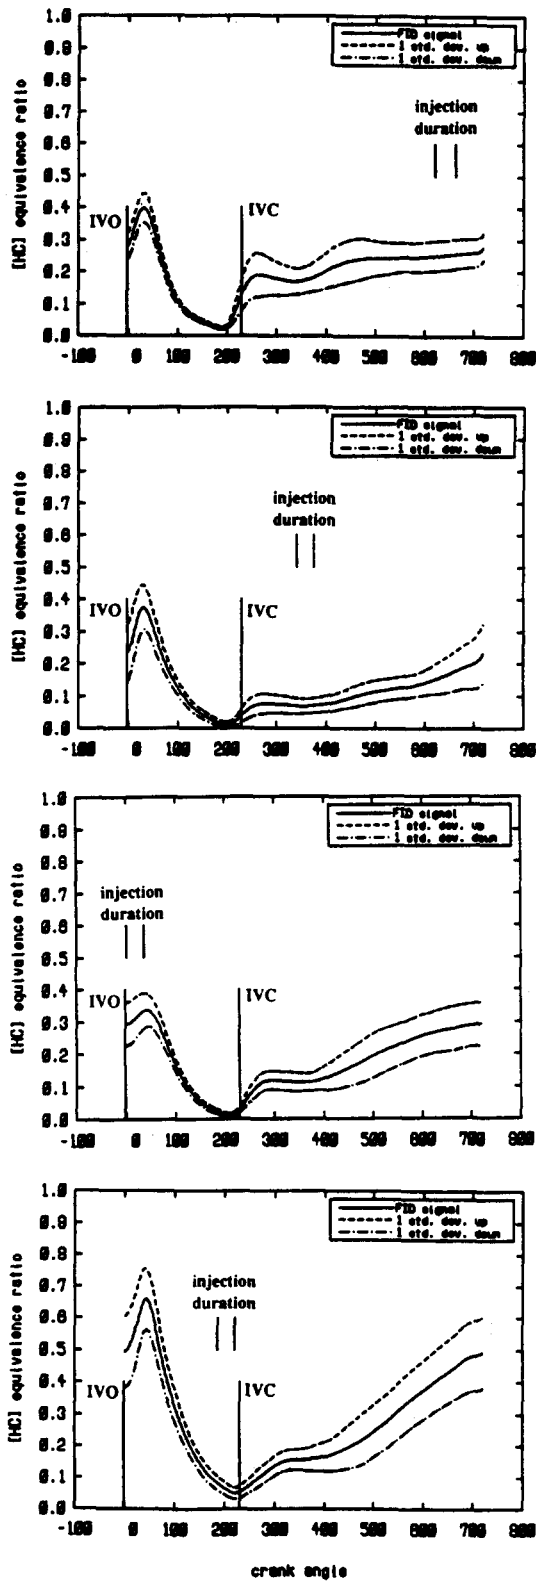 1.0
FID signal
1 std. dev. up
1 std. dev. down
0.9
0.8
injection
duration
0.7
0.6
0.5
0.4
IVO
IVC
0.3
0.2
0.1
0.0
-100 0 100 200 300 400 500 600 700 800
[HC] equivalence ratio
1.0
FID signal
1 std. dev. up
1 std. dev. down
0.9
0.8
0.7
injection
duration
0.6
0.5
0.4
IVO
IVC
0.3
0.2
0.1
0.0
-100 0 100 200 300 400 500 600 700 800
[HC] equivalence ratio
1.0
FID signal
1 std. dev. up
1 std. dev. down
0.9
0.8
0.7
injection
duration
0.6
0.5
0.4
IVO
IVC
0.3
0.2
0.1
0.0
-100 0 100 200 300 400 500 600 700 800
[HC] equivalence ratio
1.0
FID signal
1 std. dev. up
1 std. dev. down
0.9
0.8
0.7
injection
duration
0.6
0.5
0.4
IVO
IVC
0.3
0.2
0.1
0.0
-100 0 100 200 300 400 500 600 700 800
[HC] equivalence ratio
crank angle